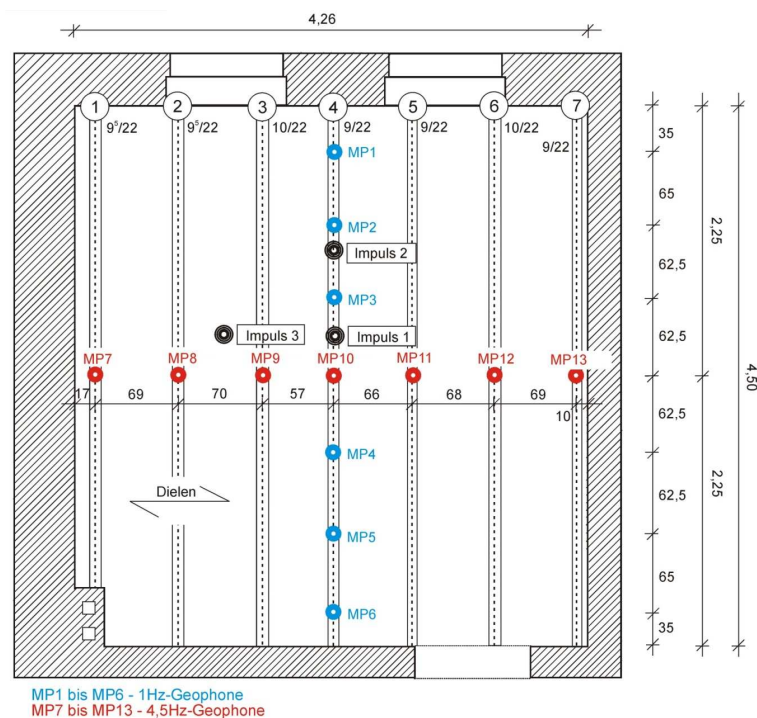 4,26
1 2 3 4 5 6 7
9⁵/22 9⁵/22 10/22 9/22 9/22 10/22
9/22
35
MP1
65
MP2
2,25
Impuls 2
62,5
MP3
Impuls 3 Impuls 1
62,5
MP7 MP8 MP9 MP10 MP11 MP12 MP13
4,50
17 69 70 57 66 68 69
10
62,5
MP4
Dielen
62,5
2,25
MP5
65
MP6
35
MP1 bis MP6 - 1Hz-Geophone
MP7 bis MP13 - 4,5Hz-Geophone